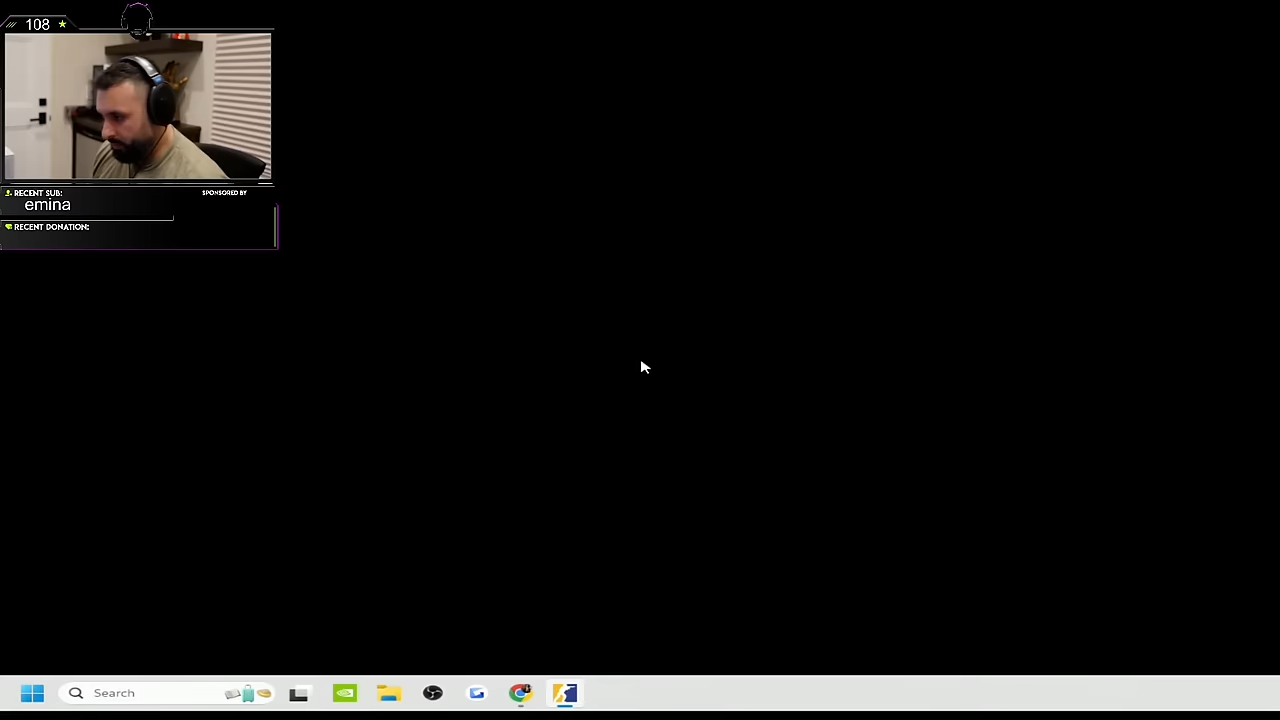 108
RECENT SUB:
SPONSORED BY
emina
RECENT DONATION:
Search